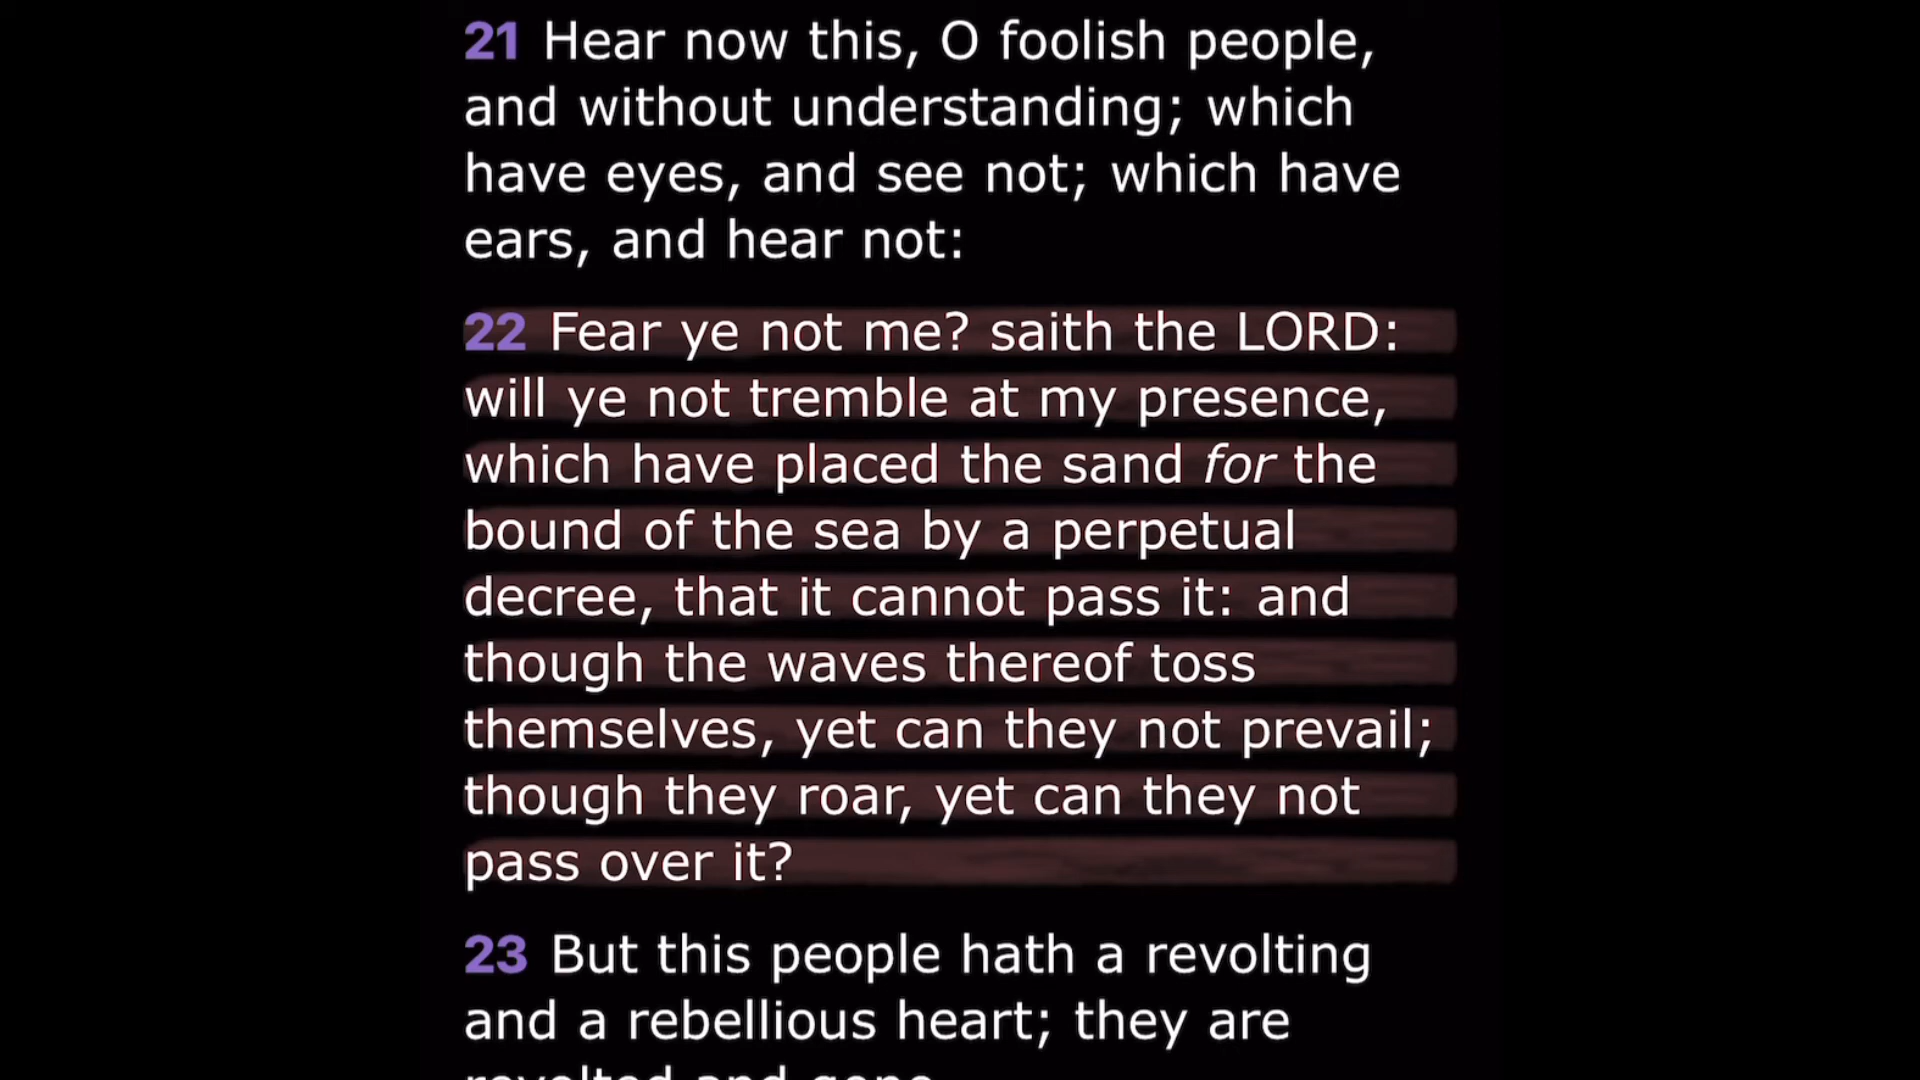 21 Hear now this, O foolish people,
and without understanding; which
have eyes, and see not; which have
ears, and hear not:
22 Fear ye not me? saith the LORD:
will ye not tremble at my presence,
which have placed the sand for the
bound of the sea by a perpetual
decree, that it cannot pass it: and
though the waves thereof toss
themselves, yet can they not prevail;
though they roar, yet can they not
pass over it?
23 But this people hath a revolting
and a rebellious heart; they are
revolted and gone